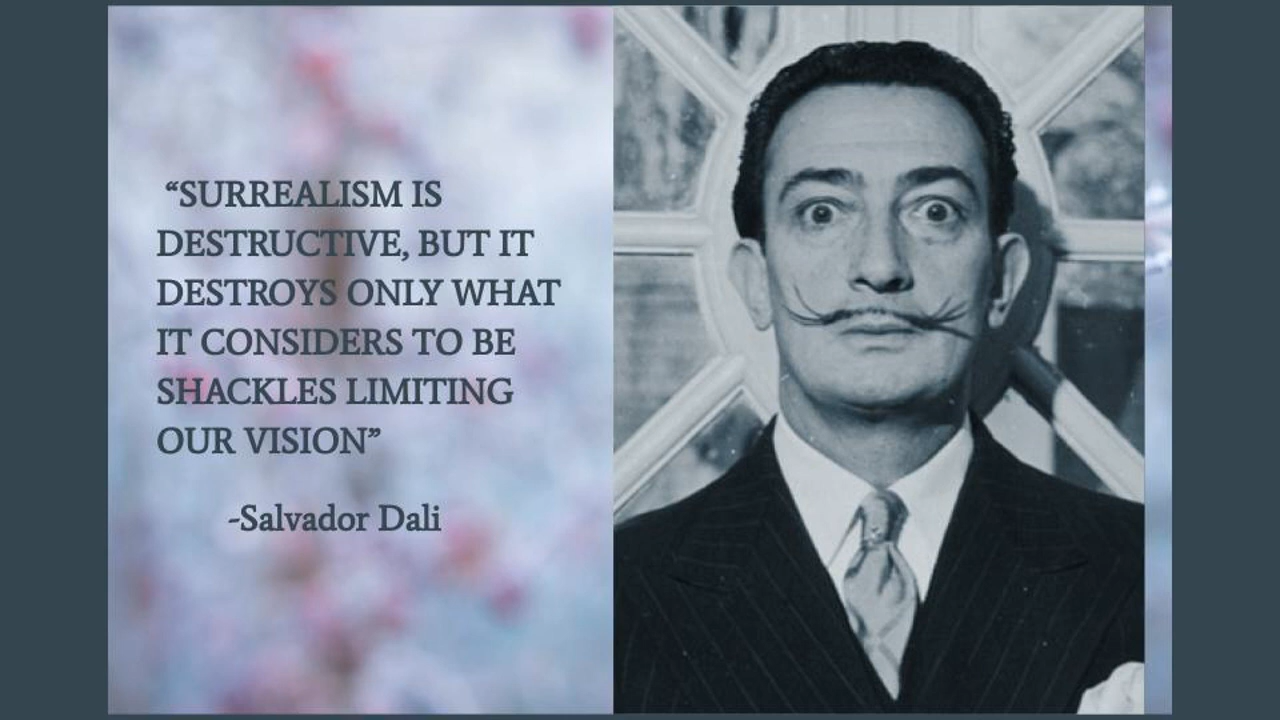 “SURREALISM IS
DESTRUCTIVE, BUT IT
DESTROYS ONLY WHAT
IT CONSIDERS TO BE
SHACKLES LIMITING
OUR VISION”
-Salvador Dali